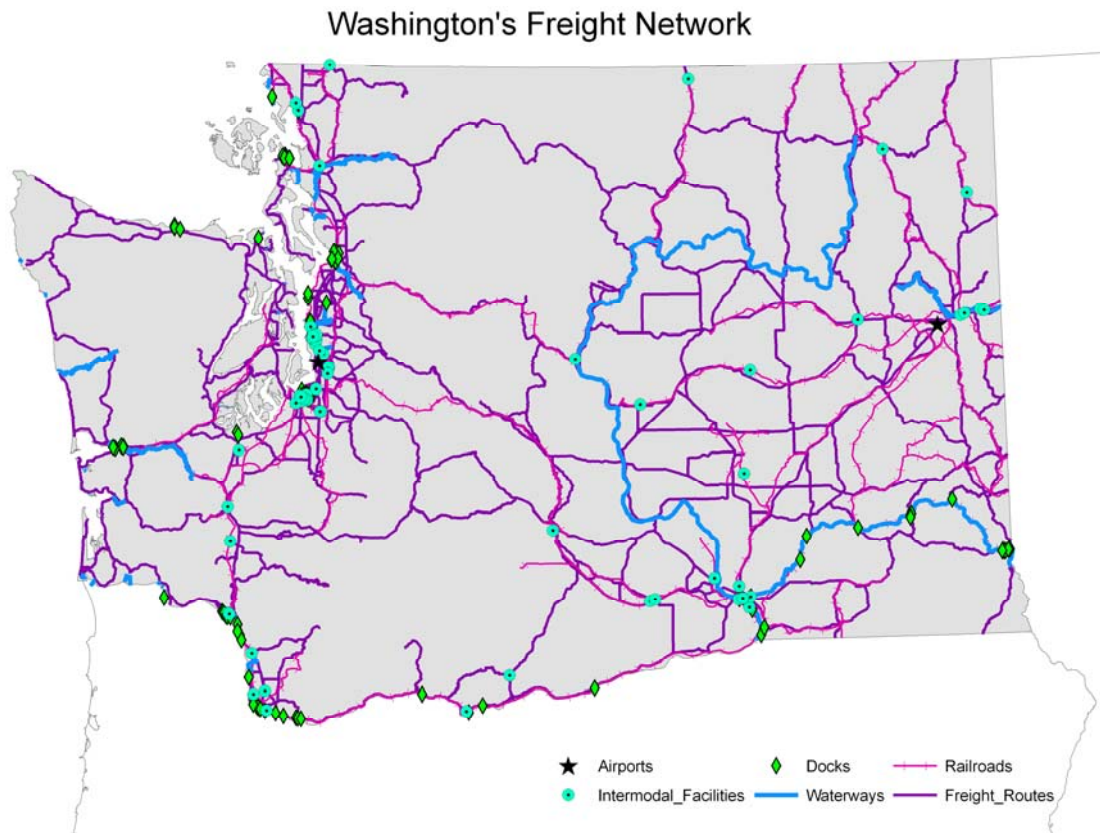 Washington's Freight Network
Airports Docks Railroads
Intermodal_Facilities Waterways Freight_Routes